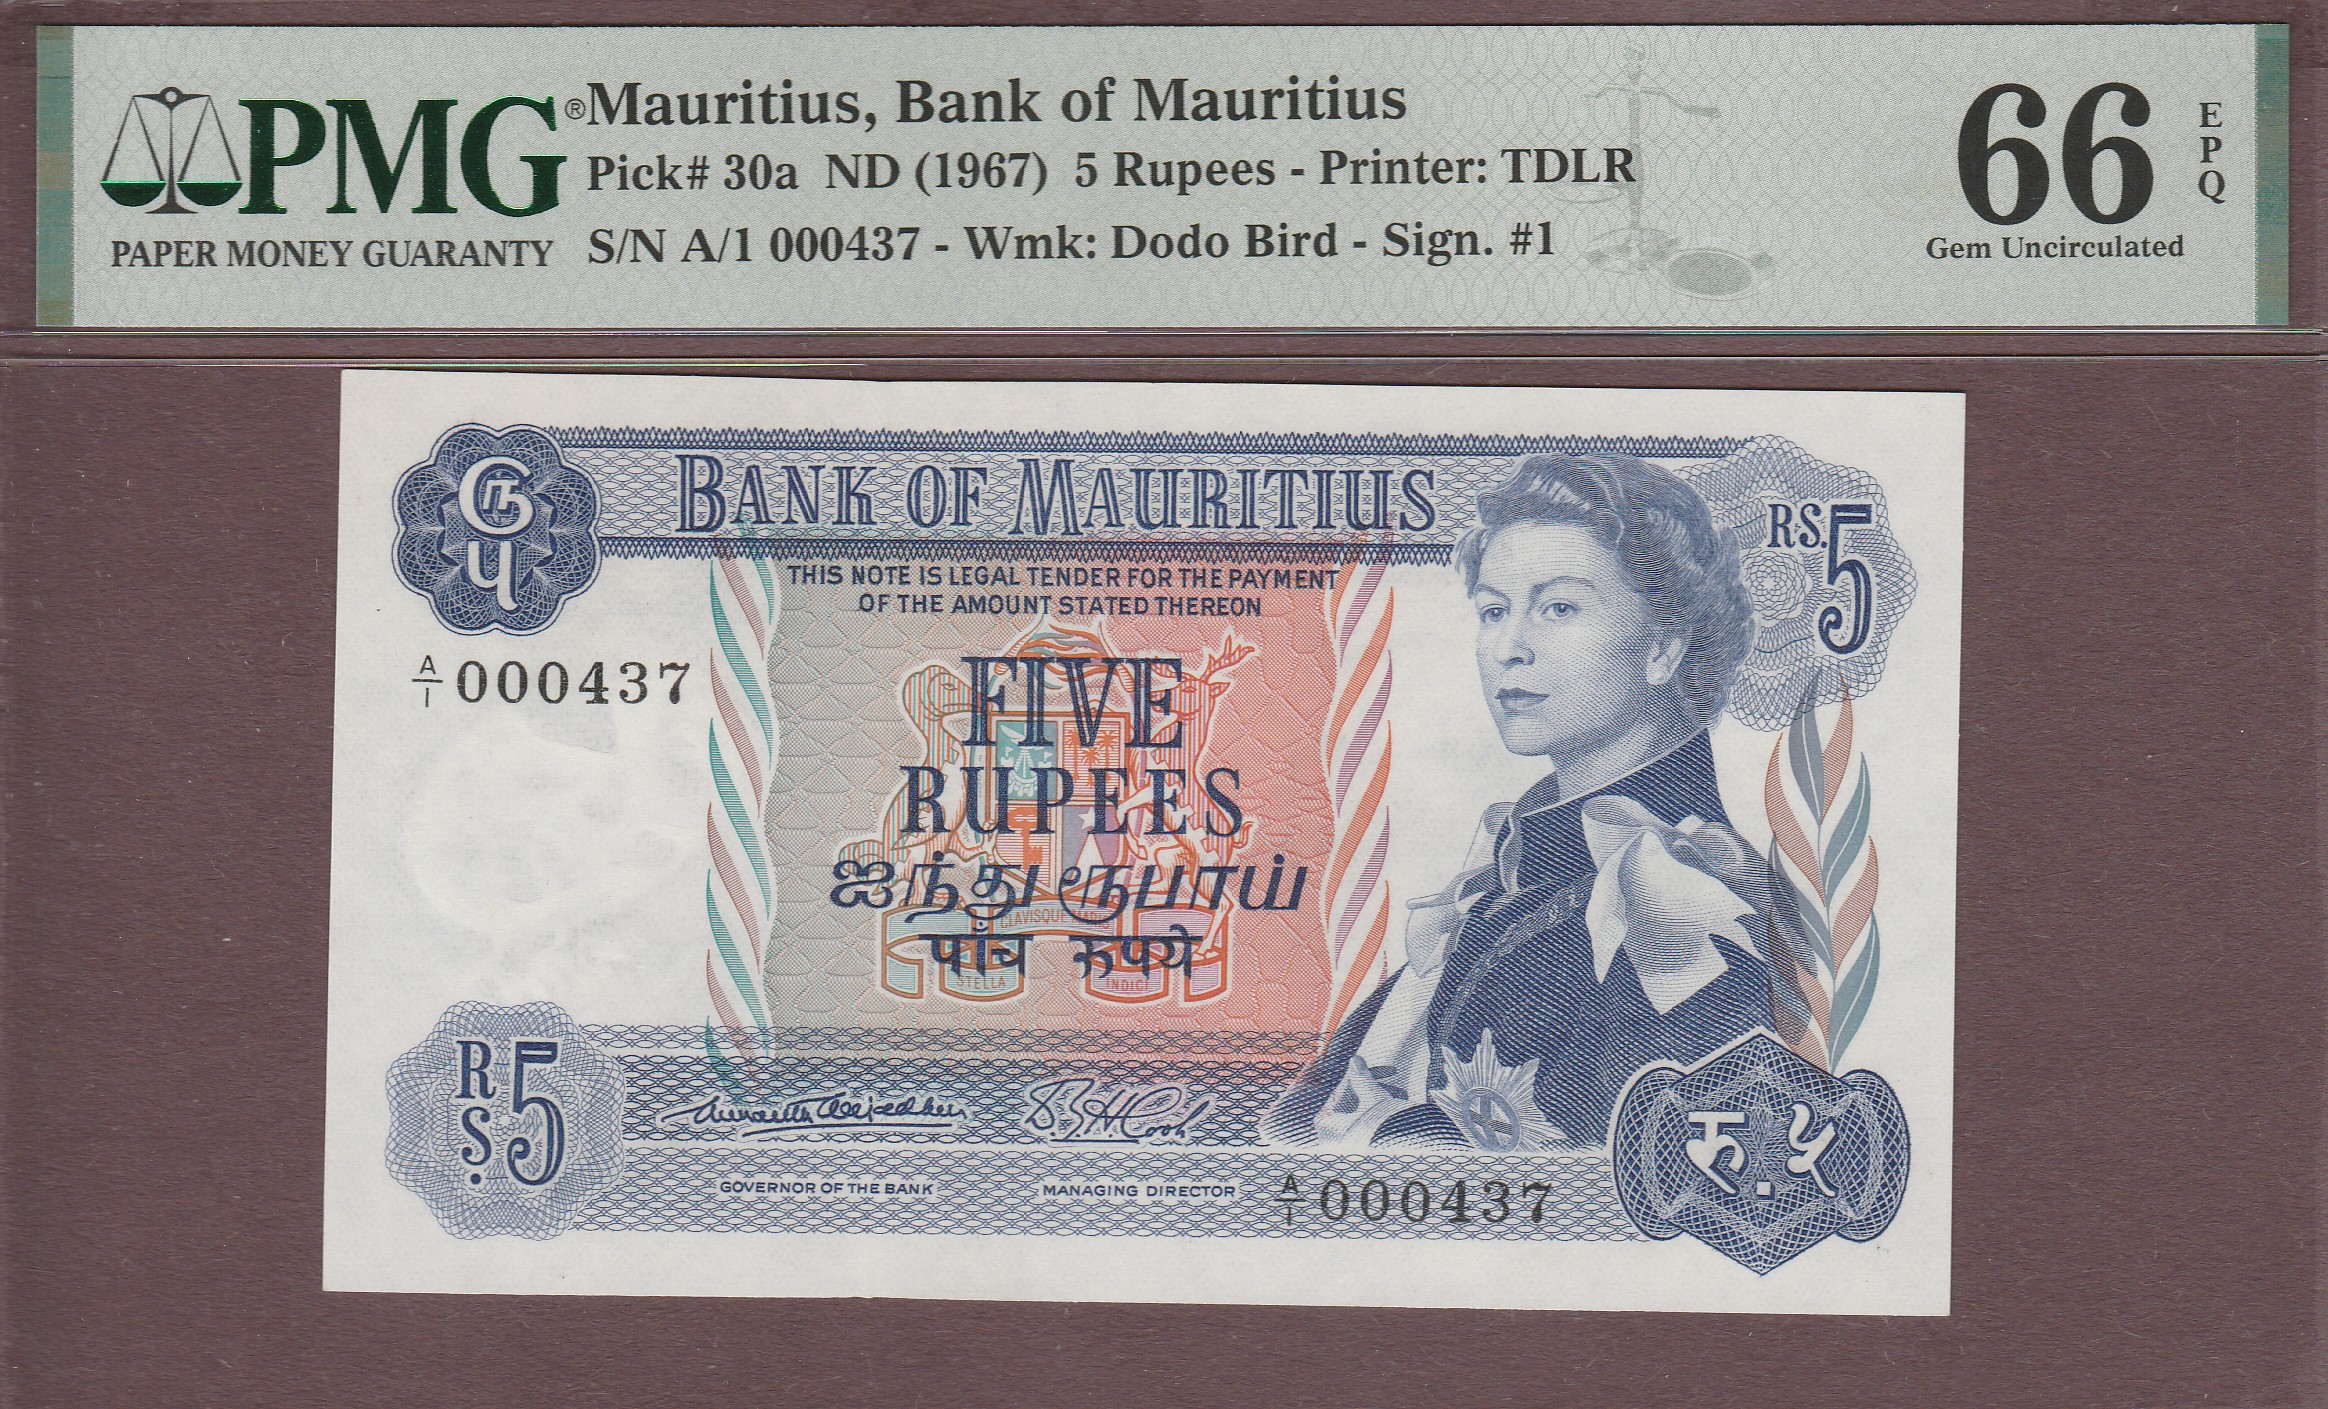 PMG®
PAPER MONEY GUARANTY
Mauritius, Bank of Mauritius
Pick# 30a ND (1967) 5 Rupees - Printer: TDLR
S/N A/1 000437 - Wmk: Dodo Bird - Sign. #1
66
EPQ
Gem Uncirculated
BANK OF MAURITIUS
RS.5
THIS NOTE IS LEGAL TENDER FOR THE PAYMENT
OF THE AMOUNT STATED THEREON
A/1 000437
FIVE
RUPEES
ஐந்து ரூபாய்
पाँच रुपये
STELLA
INDICI
RS.5
GOVERNOR OF THE BANK
MANAGING DIRECTOR
A/1 000437
रु.५